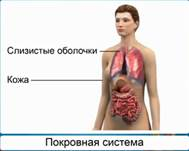 Слизистые оболочки
Кожа
Покровная система